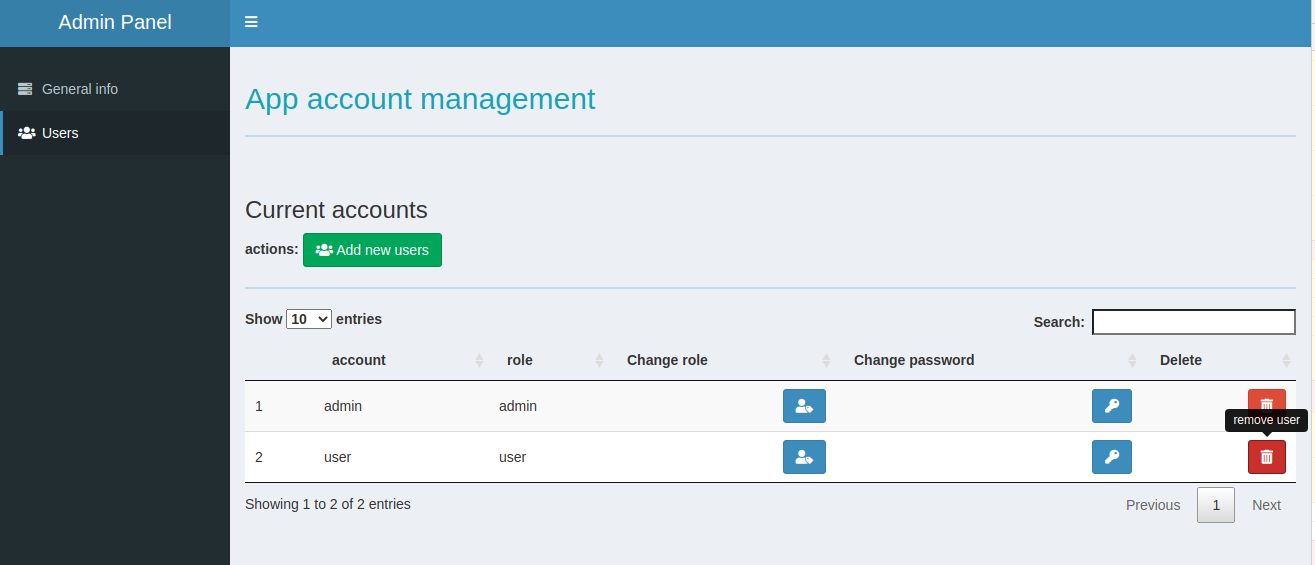 Admin Panel
General info
Users
App account management
Current accounts
actions: Add new users
Show 10 entries
Search:
account role Change role Change password Delete
1 admin admin
remove user
2 user user
Showing 1 to 2 of 2 entries
Previous 1 Next